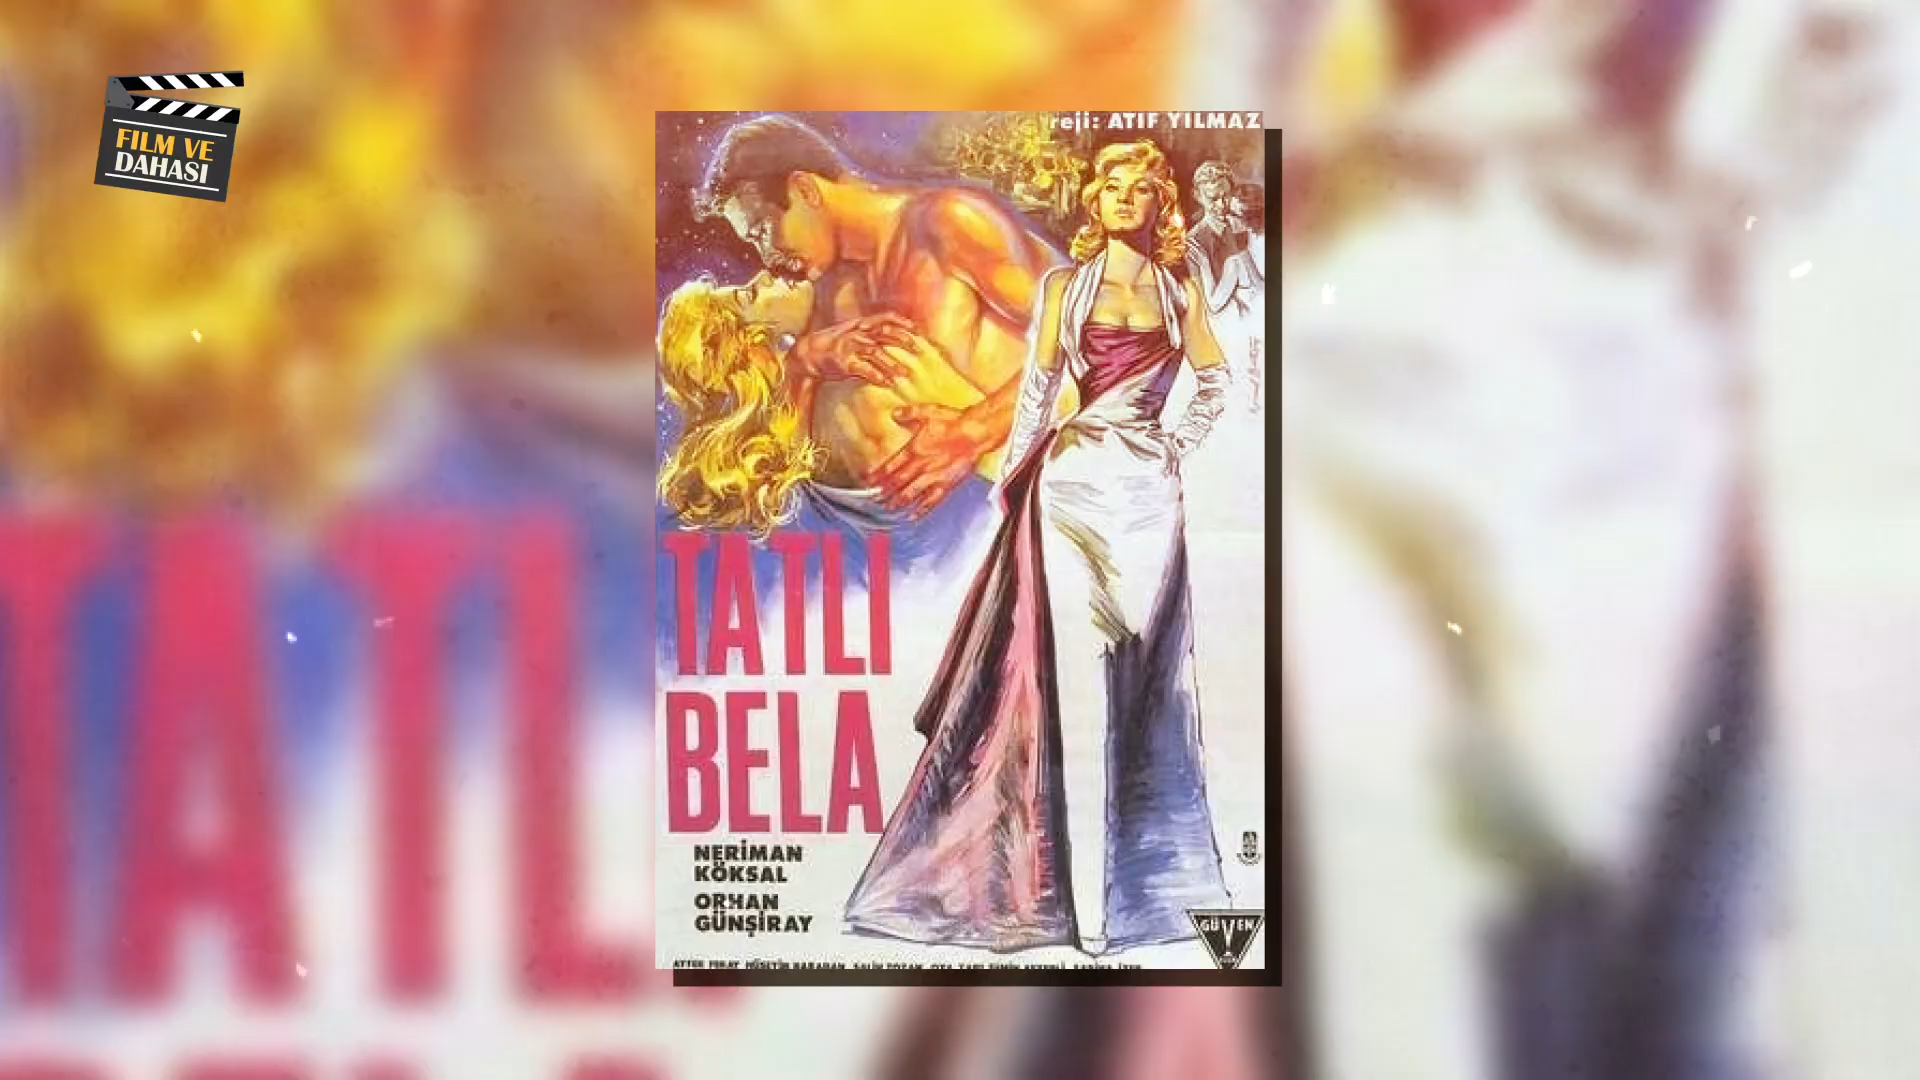 FILM VE
DAHASI
reji: ATIF YILMAZ
TATLI
BELA
NERİMAN
KÖKSAL
ORHAN
GÜNŞİRAY
GÜVEN